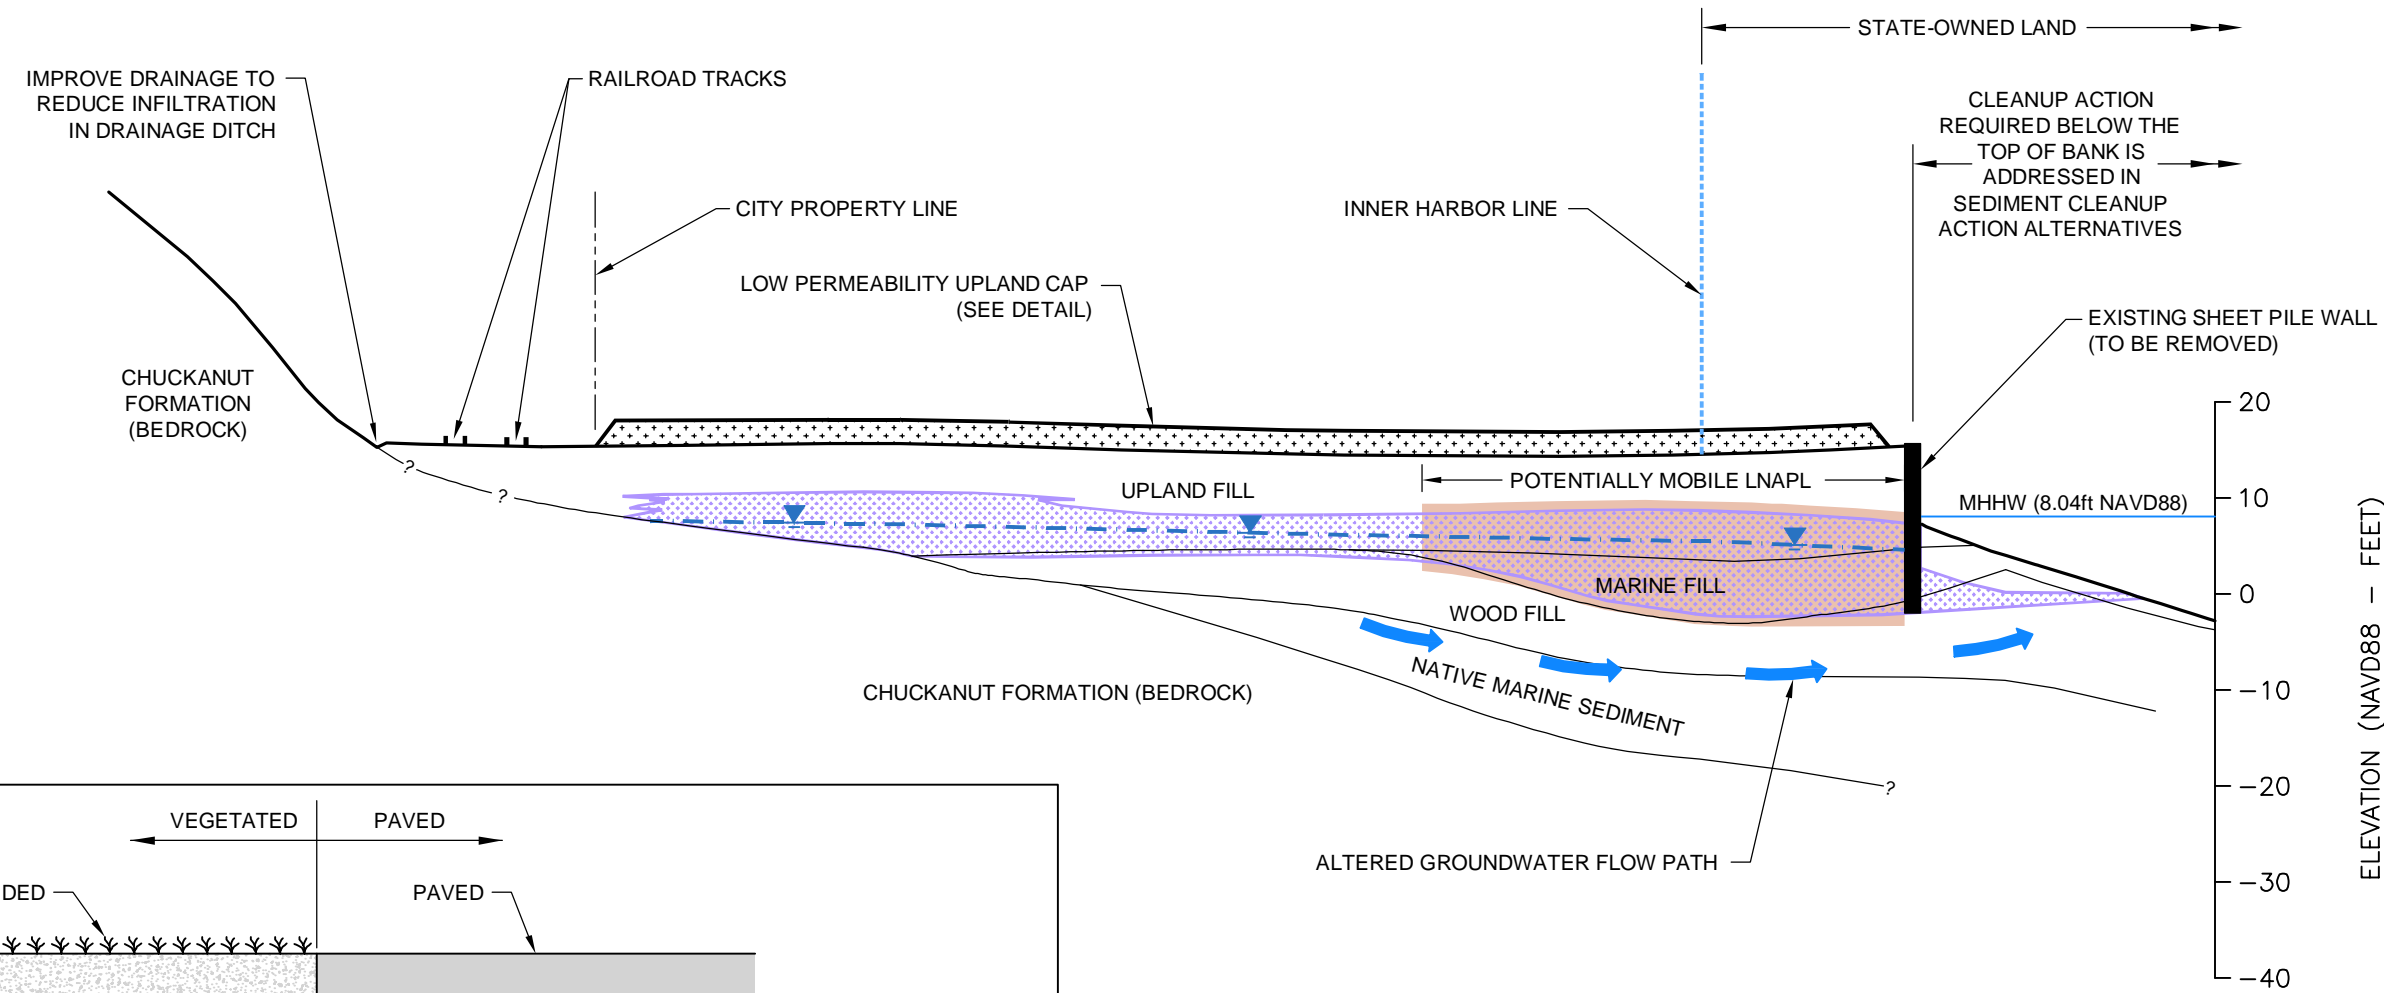 STATE-OWNED LAND
IMPROVE DRAINAGE TO
REDUCE INFILTRATION
IN DRAINAGE DITCH
RAILROAD TRACKS
CLEANUP ACTION
REQUIRED BELOW THE
TOP OF BANK IS
ADDRESSED IN
SEDIMENT CLEANUP
ACTION ALTERNATIVES
CITY PROPERTY LINE
INNER HARBOR LINE
LOW PERMEABILITY UPLAND CAP
(SEE DETAIL)
EXISTING SHEET PILE WALL
(TO BE REMOVED)
CHUCKANUT
FORMATION
(BEDROCK)
?
?
UPLAND FILL
POTENTIALLY MOBILE LNAPL
MHHW (8.04ft NAVD88)
MARINE FILL
WOOD FILL
NATIVE MARINE SEDIMENT
CHUCKANUT FORMATION (BEDROCK)
?
ALTERED GROUNDWATER FLOW PATH
20
10
0
-10
-20
-30
-40
ELEVATION (NAVD88 - FEET)
VEGETATED
PAVED
DED
PAVED